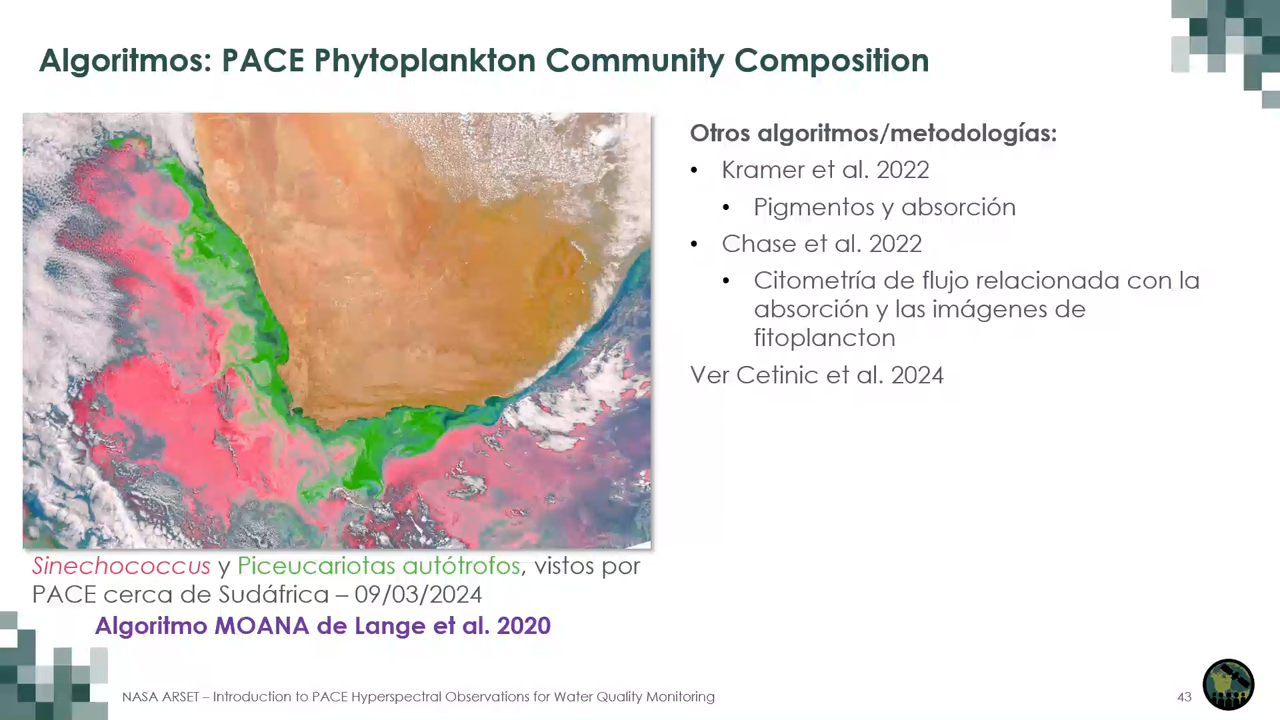 Algoritmos: PACE Phytoplankton Community Composition
Otros algoritmos/metodologías:
• Kramer et al. 2022
• Pigmentos y absorción
• Chase et al. 2022
• Citometría de flujo relacionada con la
absorción y las imágenes de
fitoplancton
Ver Cetinic et al. 2024
Sinechococcus y Piceucariotas autótrofos, vistos por
PACE cerca de Sudáfrica – 09/03/2024
Algoritmo MOANA de Lange et al. 2020
NASA ARSET – Introduction to PACE Hyperspectral Observations for Water Quality Monitoring
43